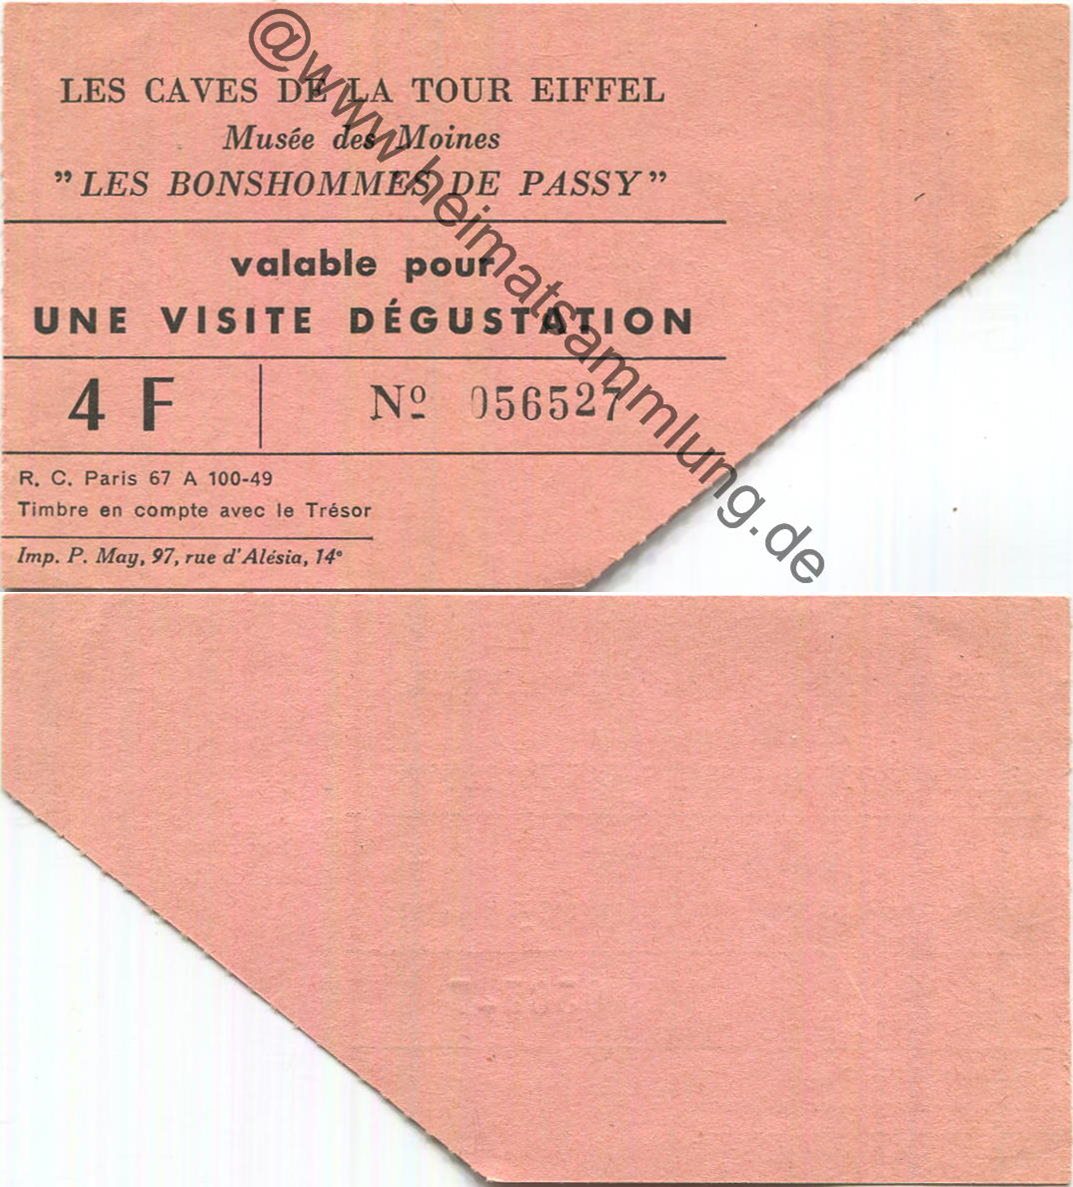 LES CAVES DE LA TOUR EIFFEL
Musée des Moines
"LES BONSHOMMES DE PASSY"
valable pour
UNE VISITE DÉGUSTATION
4 F
Nº 056527
R. C. Paris 67 A 100-49
Timbre en compte avec le Trésor
Imp. P. May, 97, rue d'Alésia, 14e
@www.heimatsammlung.de